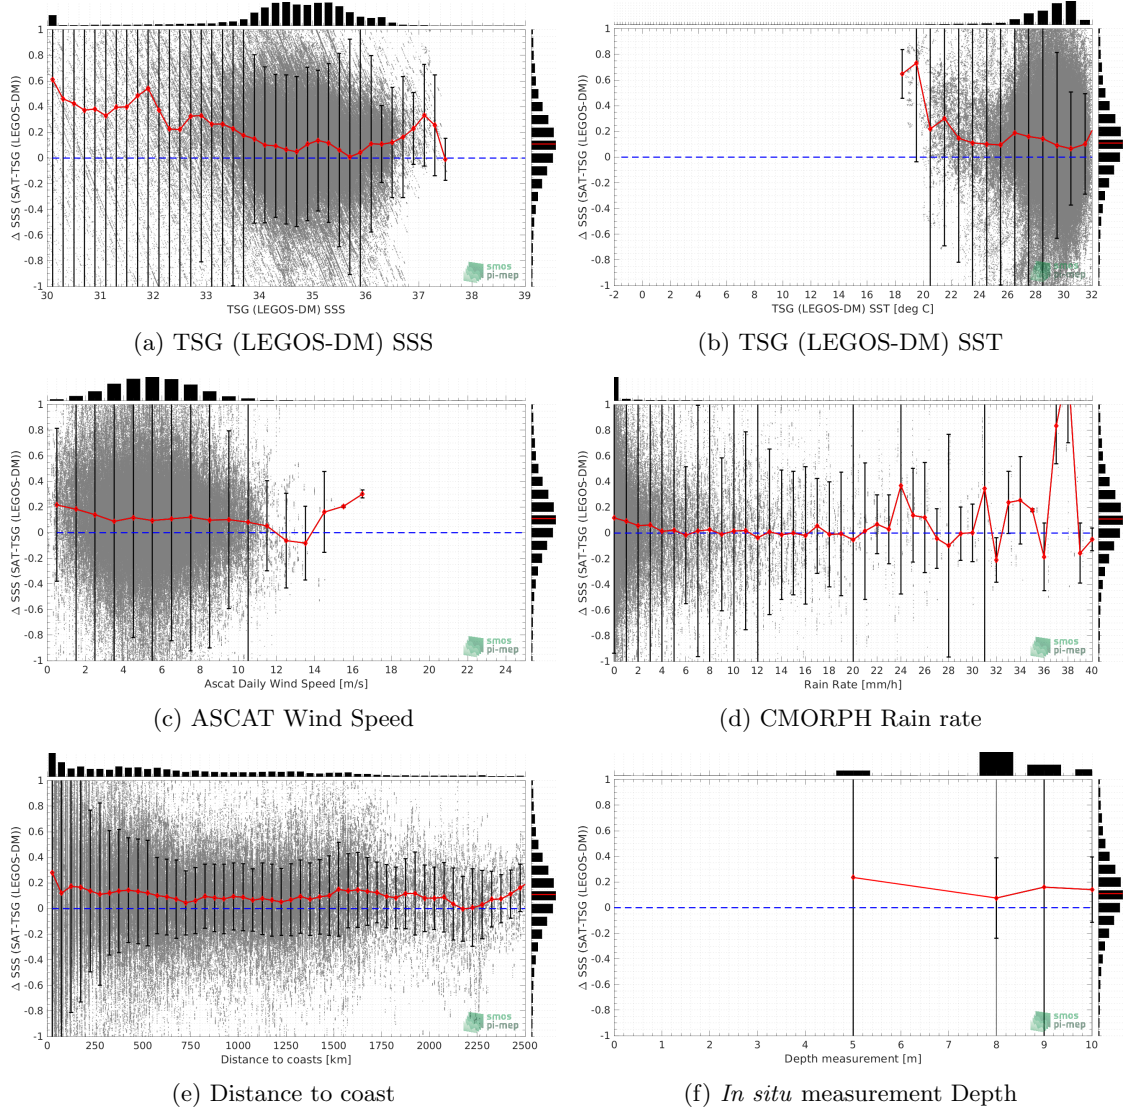 Δ SSS (SAT-TSG (LEGOS-DM))
1
0.8
0.6
0.4
0.2
0
-0.2
-0.4
-0.6
-0.8
-1
30 31 32 33 34 35 36 37 38 39
TSG (LEGOS-DM) SSS
smos
pi-mep
(a) TSG (LEGOS-DM) SSS
Δ SSS (SAT-TSG (LEGOS-DM))
1
0.8
0.6
0.4
0.2
0
-0.2
-0.4
-0.6
-0.8
-1
-2 0 2 4 6 8 10 12 14 16 18 20 22 24 26 28 30 32
TSG (LEGOS-DM) SST [deg C]
smos
pi-mep
(b) TSG (LEGOS-DM) SST
Δ SSS (SAT-TSG (LEGOS-DM))
1
0.8
0.6
0.4
0.2
0
-0.2
-0.4
-0.6
-0.8
-1
0 2 4 6 8 10 12 14 16 18 20 22 24
Ascat Daily Wind Speed [m/s]
smos
pi-mep
(c) ASCAT Wind Speed
Δ SSS (SAT-TSG (LEGOS-DM))
1
0.8
0.6
0.4
0.2
0
-0.2
-0.4
-0.6
-0.8
-1
0 2 4 6 8 10 12 14 16 18 20 22 24 26 28 30 32 34 36 38 40
Rain Rate [mm/h]
smos
pi-mep
(d) CMORPH Rain rate
Δ SSS (SAT-TSG (LEGOS-DM))
1
0.8
0.6
0.4
0.2
0
-0.2
-0.4
-0.6
-0.8
-1
0 250 500 750 1000 1250 1500 1750 2000 2250 2500
Distance to coasts [km]
smos
pi-mep
(e) Distance to coast
Δ SSS (SAT-TSG (LEGOS-DM))
1
0.8
0.6
0.4
0.2
0
-0.2
-0.4
-0.6
-0.8
-1
0 1 2 3 4 5 6 7 8 9 10
Depth measurement [m]
smos
pi-mep
(f) In situ measurement Depth